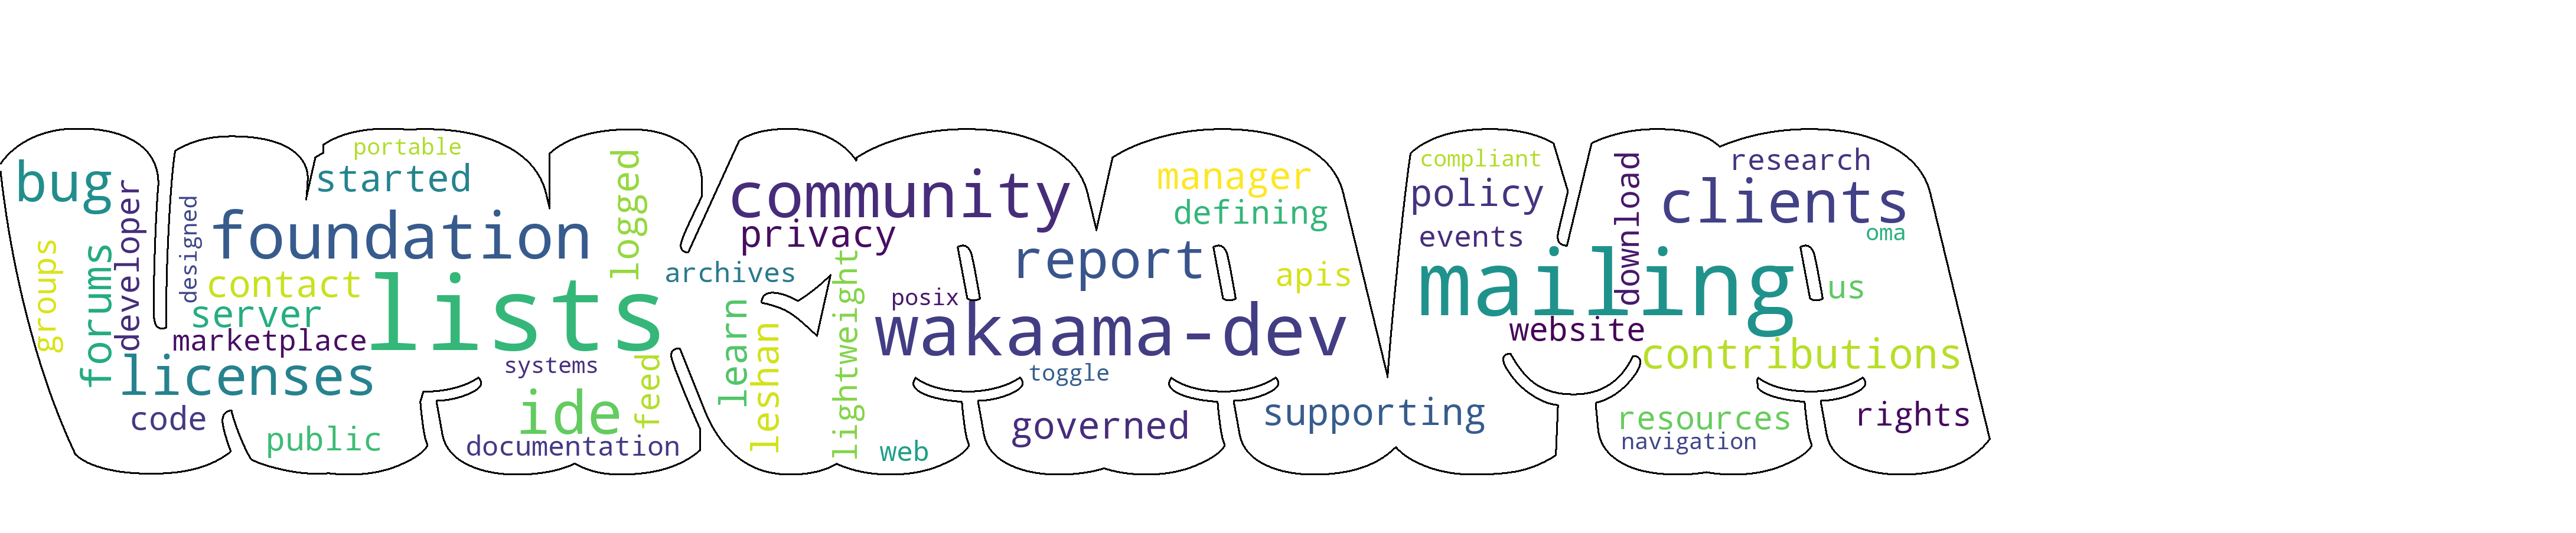 portable
started
bug
developer
designed
foundation
logged
groups
forums
contact
server
marketplace
lists
licenses
code
public
systems
ide
feed
documentation
community
privacy
archives
learn
leshan
lightweight
posix
report
wakaama-dev
toggle
web
governed
manager
defining
apis
supporting
compliant
policy
events
download
research
clients
oma
mailing
us
website
contributions
resources
navigation
rights